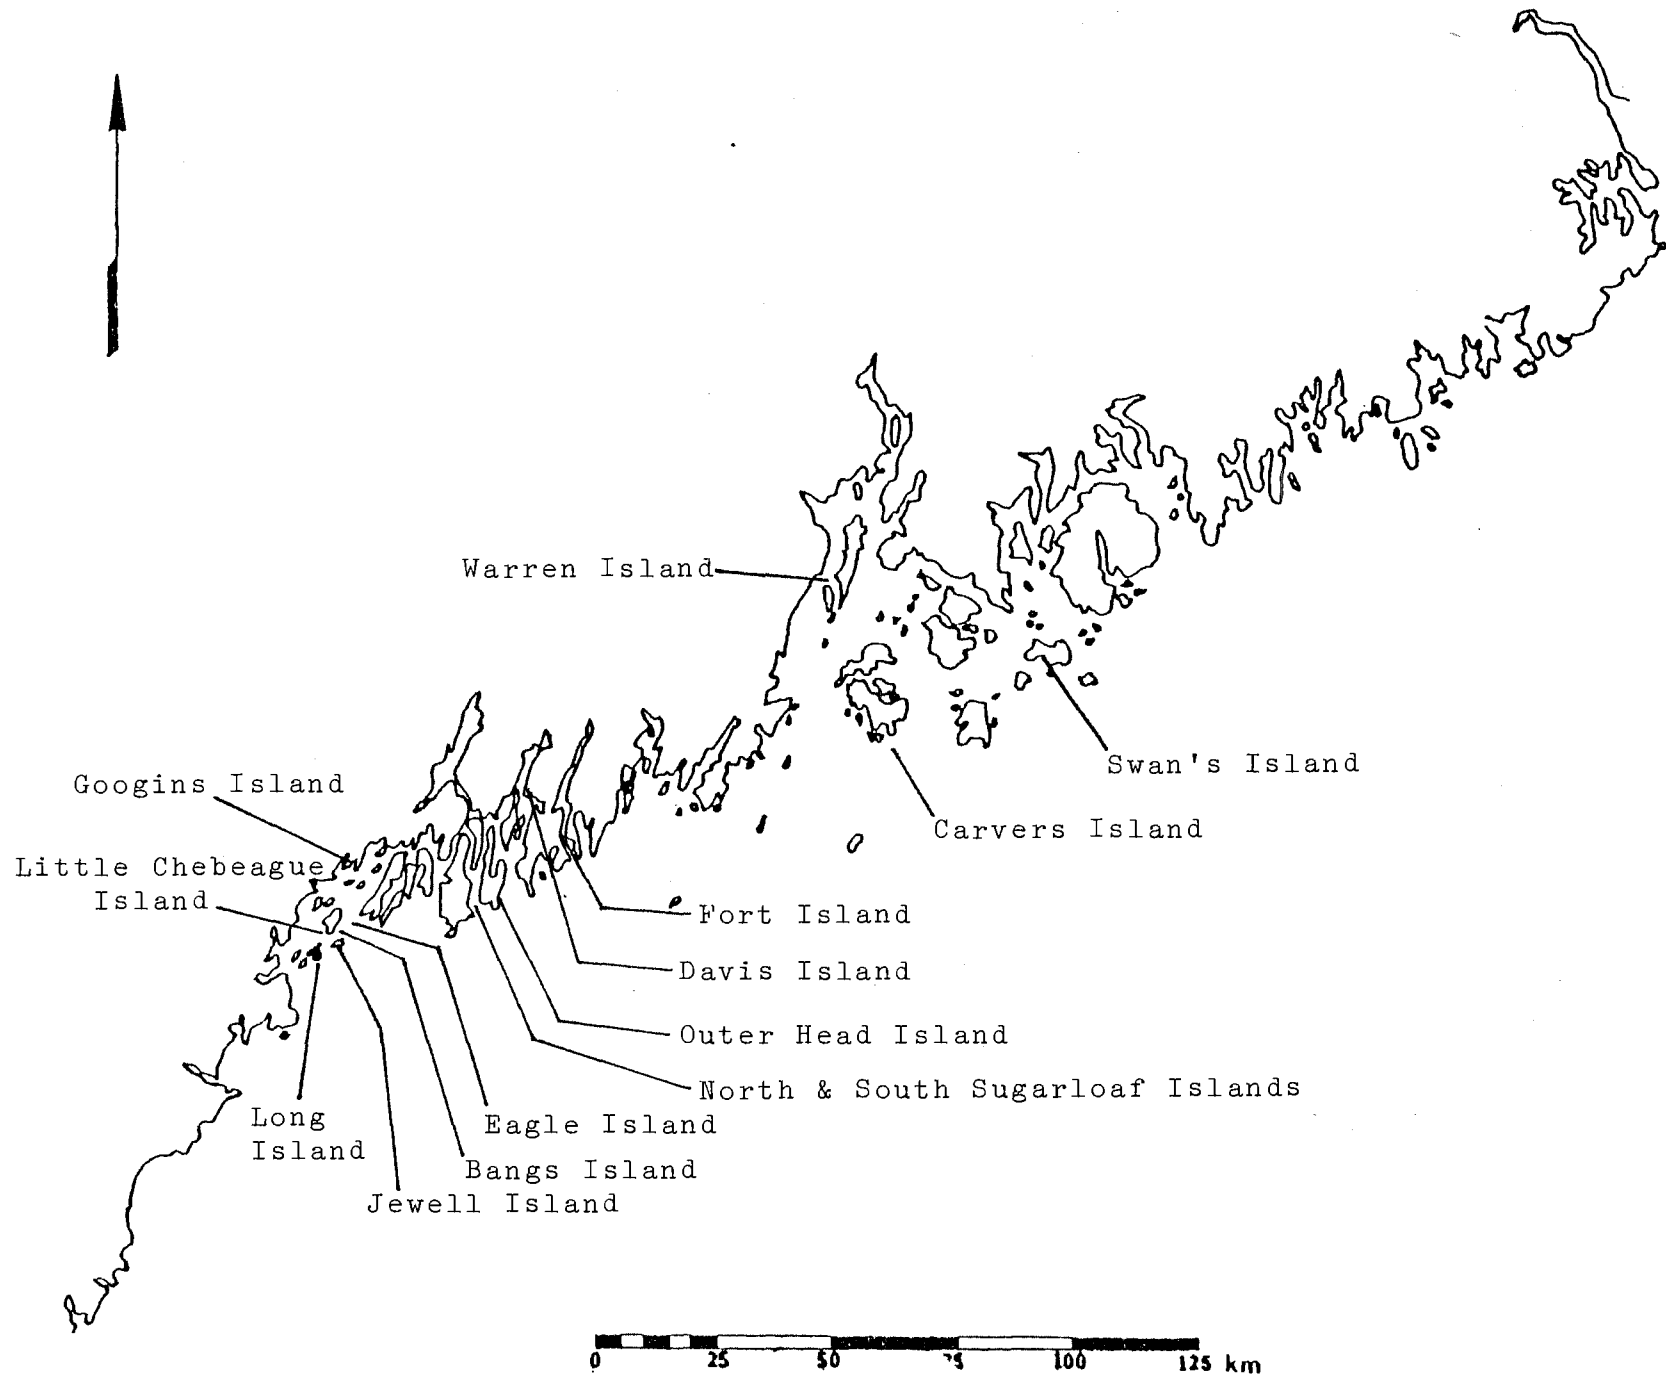 Warren Island
Swan's Island
Googins Island
Carvers Island
Little Chebeague
Island
Fort Island
Davis Island
Outer Head Island
North & South Sugarloaf Islands
Long
Island
Eagle Island
Bangs Island
Jewell Island
0 25 50 75 100 125 km